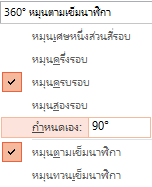 360° หมุนตามเข็มนาฬิกา
หมุนเศษหนึ่งส่วนสี่รอบ
หมุนครึ่งรอบ
หมุนครบรอบ
หมุนสองรอบ
กำหนดเอง: 90°
หมุนตามเข็มนาฬิกา
หมุนทวนเข็มนาฬิกา